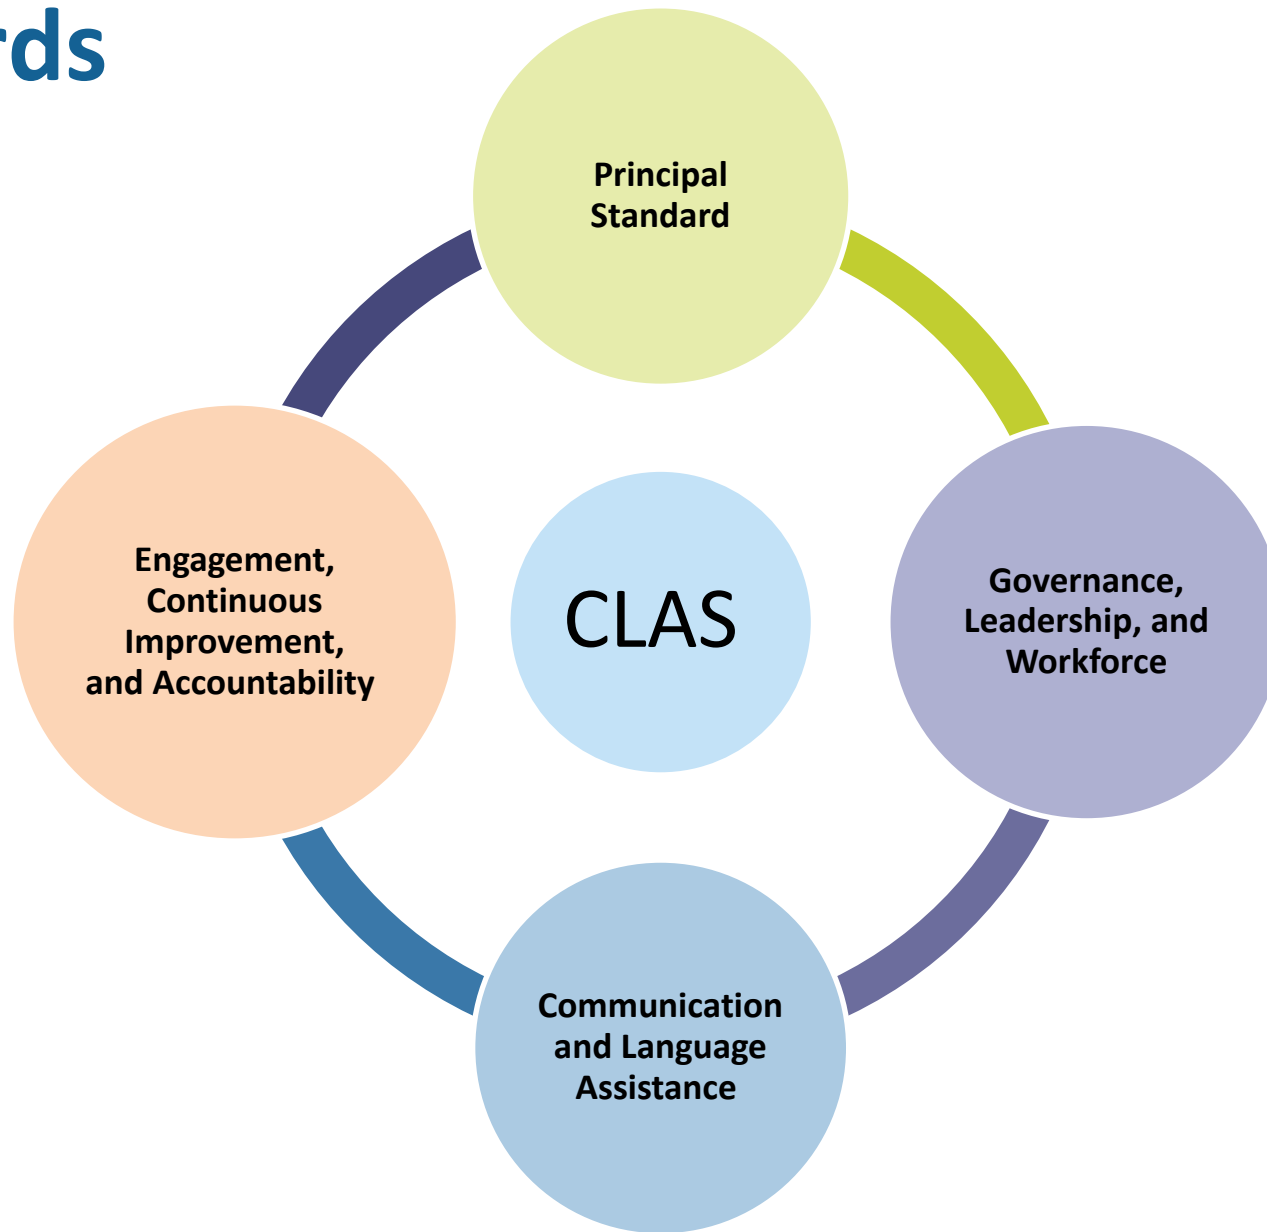 rds
Principal
Standard
Engagement,
Continuous
Improvement,
and Accountability
CLAS
Governance,
Leadership, and
Workforce
Communication
and Language
Assistance